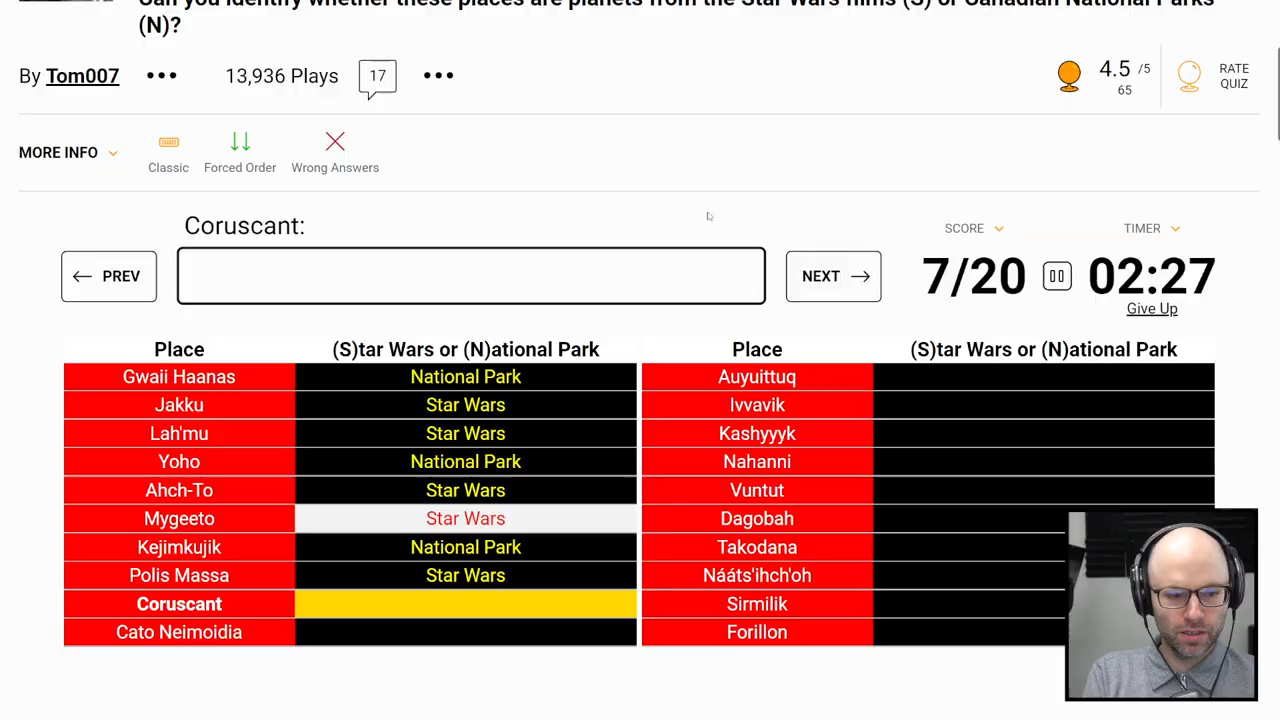 Can you identify whether these places are planets from the Star Wars films (S) or Canadian National Parks
(N)?
By Tom007 ••• 13,936 Plays 17 •••
4.5 /5
65
RATE
QUIZ
MORE INFO
Classic
Forced Order
Wrong Answers
Coruscant:
SCORE
TIMER
← PREV
NEXT →
7/20
02:27
Give Up
Place (S)tar Wars or (N)ational Park
Gwaii Haanas National Park
Jakku Star Wars
Lah'mu Star Wars
Yoho National Park
Ahch-To Star Wars
Mygeeto Star Wars
Kejimkujik National Park
Polis Massa Star Wars
Coruscant
Cato Neimoidia
Place (S)tar Wars or (N)ational Park
Auyuittuq
Ivvavik
Kashyyyk
Nahanni
Vuntut
Dagobah
Takodana
Nááts'ihch'oh
Sirmilik
Forillon